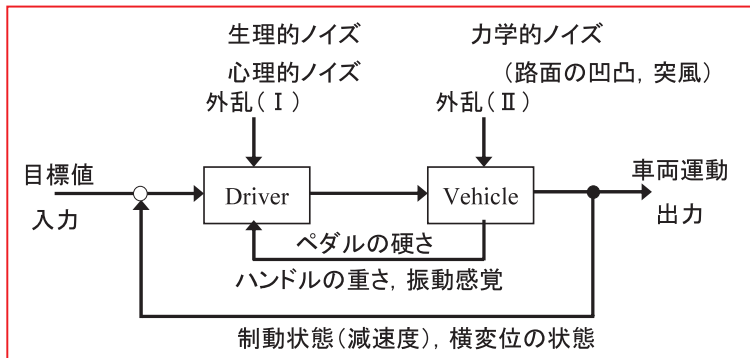 生理的ノイズ
心理的ノイズ
外乱(Ⅰ)
力学的ノイズ
(路面の凹凸, 突風)
外乱(Ⅱ)
目標値
入力
Driver
Vehicle
車両運動
出力
ペダルの硬さ
ハンドルの重さ, 振動感覚
制動状態(減速度), 横変位の状態